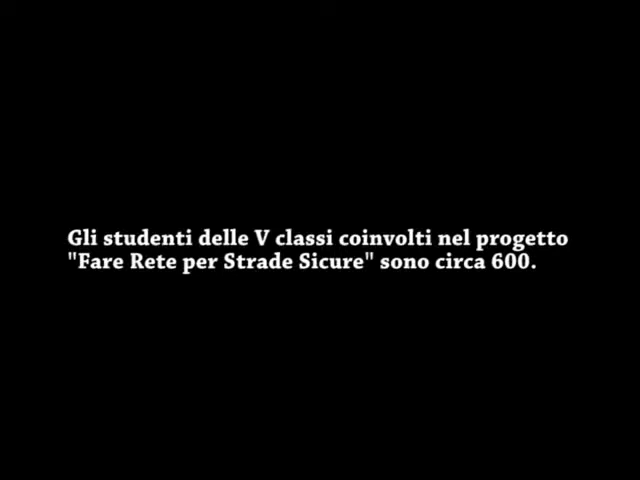 Gli studenti delle V classi coinvolti nel progetto
"Fare Rete per Strade Sicure" sono circa 600.